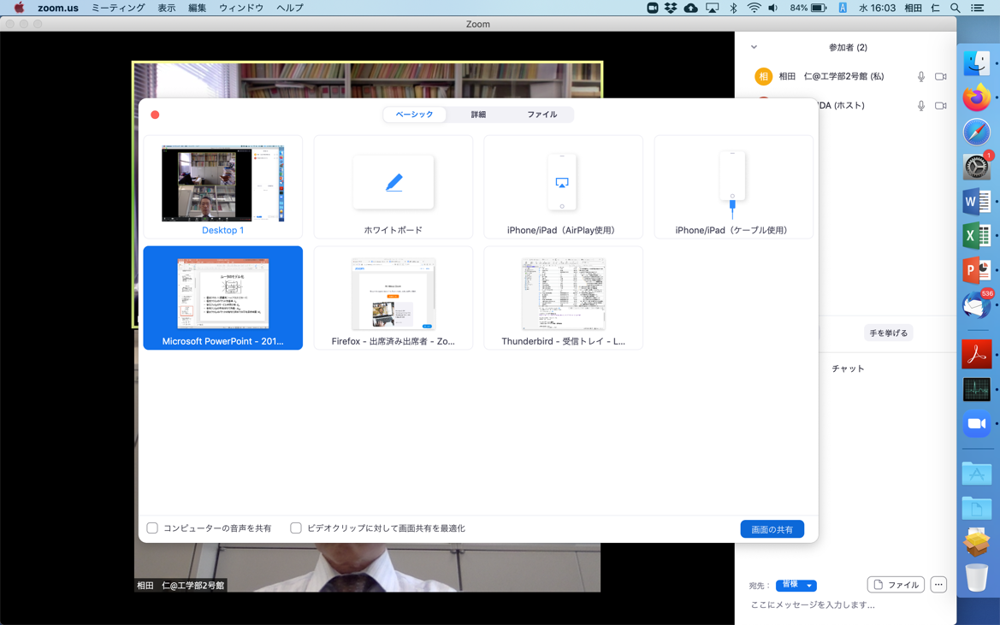 zoom.us ミーティング 表示 編集 ウィンドウ ヘルプ
84% A 水 16:03 相田 仁
Zoom
参加者 (2)
相 相田 仁@工学部2号館 (私)
IDA (ホスト)
ベーシック 詳細 ファイル
Desktop 1
ホワイトボード
iPhone/iPad（AirPlay使用）
iPhone/iPad（ケーブル使用）
Microsoft PowerPoint - 201...
Firefox - 出席済み出席者 - Zo...
Thunderbird - 受信トレイ - L...
コンピューターの音声を共有
ビデオクリップに対して画面共有を最適化
画面の共有
相田 仁@工学部2号館
手を挙げる
チャット
宛先： 皆様
ファイル
...
ここにメッセージを入力します...
1
W
X
P
536